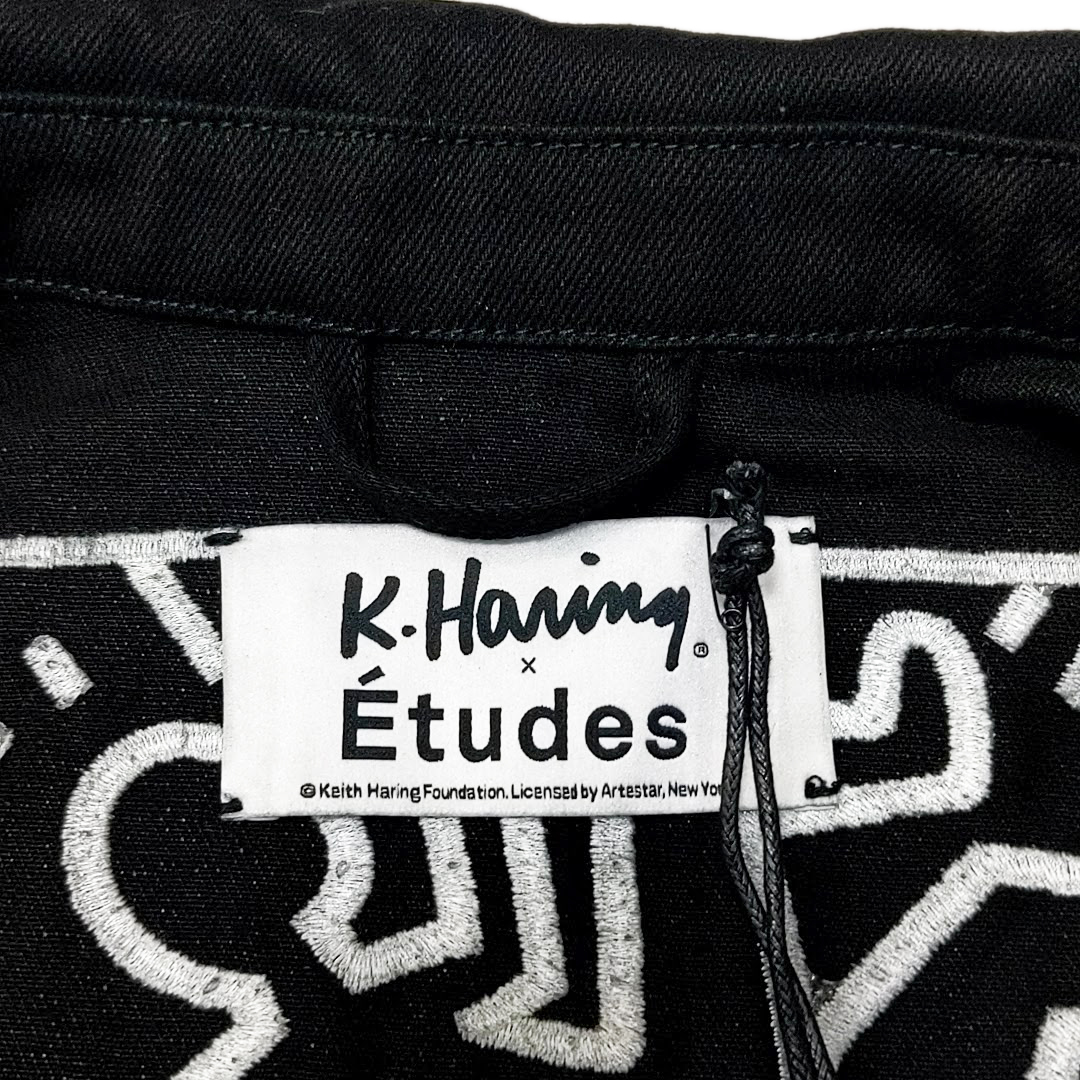 K.Haring®
×
Études
© Keith Haring Foundation. Licensed by Artestar, New